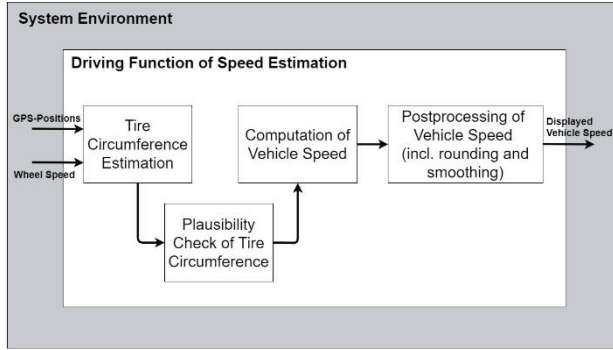 System Environment
Driving Function of Speed Estimation
GPS-Positions
Wheel Speed
Tire
Circumference
Estimation
Plausibility
Check of Tire
Circumference
Computation of
Vehicle Speed
Postprocessing of
Vehicle Speed
(incl. rounding and
smoothing)
Displayed
Vehicle Speed